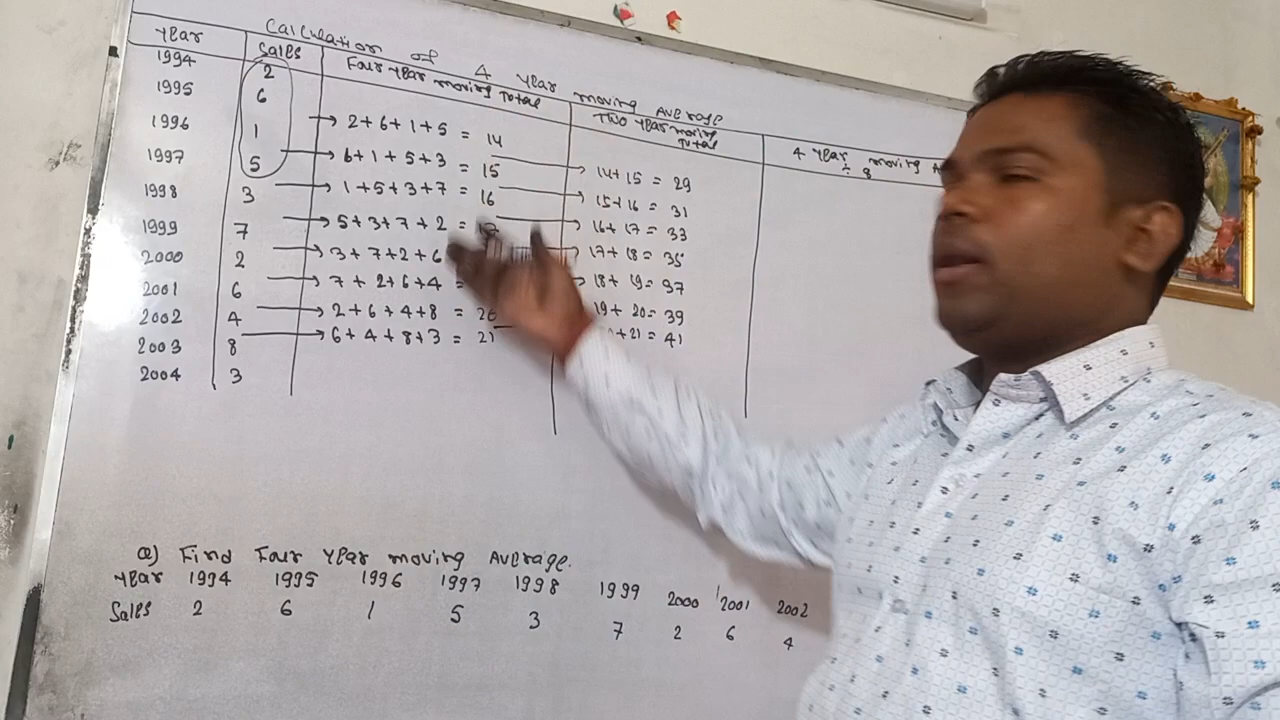 Calculation of 4 Year moving Average
Year Sales Four Year moving Total Two Year moving Total 4 Year moving
÷ 8
1994 2
1995 6
1996 1 → 2+6+1+5 = 14
1997 5 → 6+1+5+3 = 15 → 14+15 = 29
1998 3 → 1+5+3+7 = 16 → 15+16 = 31
1999 7 → 5+3+7+2 = 17 → 16+17 = 33
2000 2 → 3+7+2+6 17+18 = 35
2001 6 → 7+2+6+4 = → 18+19 = 37
2002 4 → 2+6+4+8 = 20 19+20 = 39
2003 8 → 6+4+8+3 = 21 +21 = 41
2004 3
Q) Find Four Year moving Average.
Year 1994 1995 1996 1997 1998 1999 2000 2001 2002
Sales 2 6 1 5 3 7 2 6 4